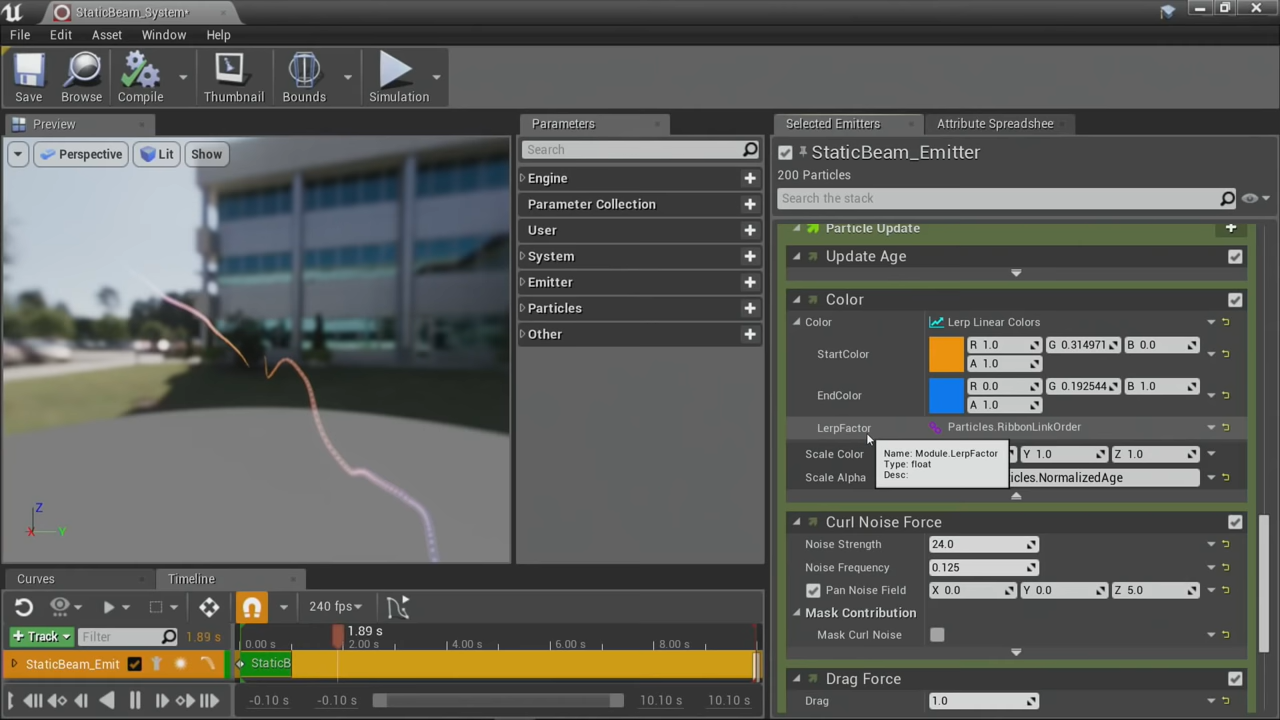 StaticBeam_System*
File Edit Asset Window Help
Save Browse Compile Thumbnail Bounds Simulation
Preview
Perspective Lit Show
Z
X Y
Parameters
Search
Engine
Parameter Collection
User
System
Emitter
Particles
Other
Selected Emitters Attribute Spreadshee
StaticBeam_Emitter
200 Particles
Search the stack
Particle Update
Update Age
Color
Color Lerp Linear Colors
StartColor R 1.0 G 0.314971 B 0.0
A 1.0
EndColor R 0.0 G 0.192544 B 1.0
A 1.0
LerpFactor Particles.RibbonLinkOrder
Scale Color Y 1.0 Z 1.0
Scale Alpha icles.NormalizedAge
Name: Module.LerpFactor
Type: float
Desc:
Curl Noise Force
Noise Strength 24.0
Noise Frequency 0.125
Pan Noise Field X 0.0 Y 0.0 Z 5.0
Mask Contribution
Mask Curl Noise
Drag Force
Drag 1.0
Curves Timeline
240 fps
Track Filter 1.89 s
1.89 s
0.00 s 2.00 s 4.00 s 6.00 s 8.00 s
StaticBeam_Emit StaticB
-0.10 s -0.10 s 10.10 s 10.10 s